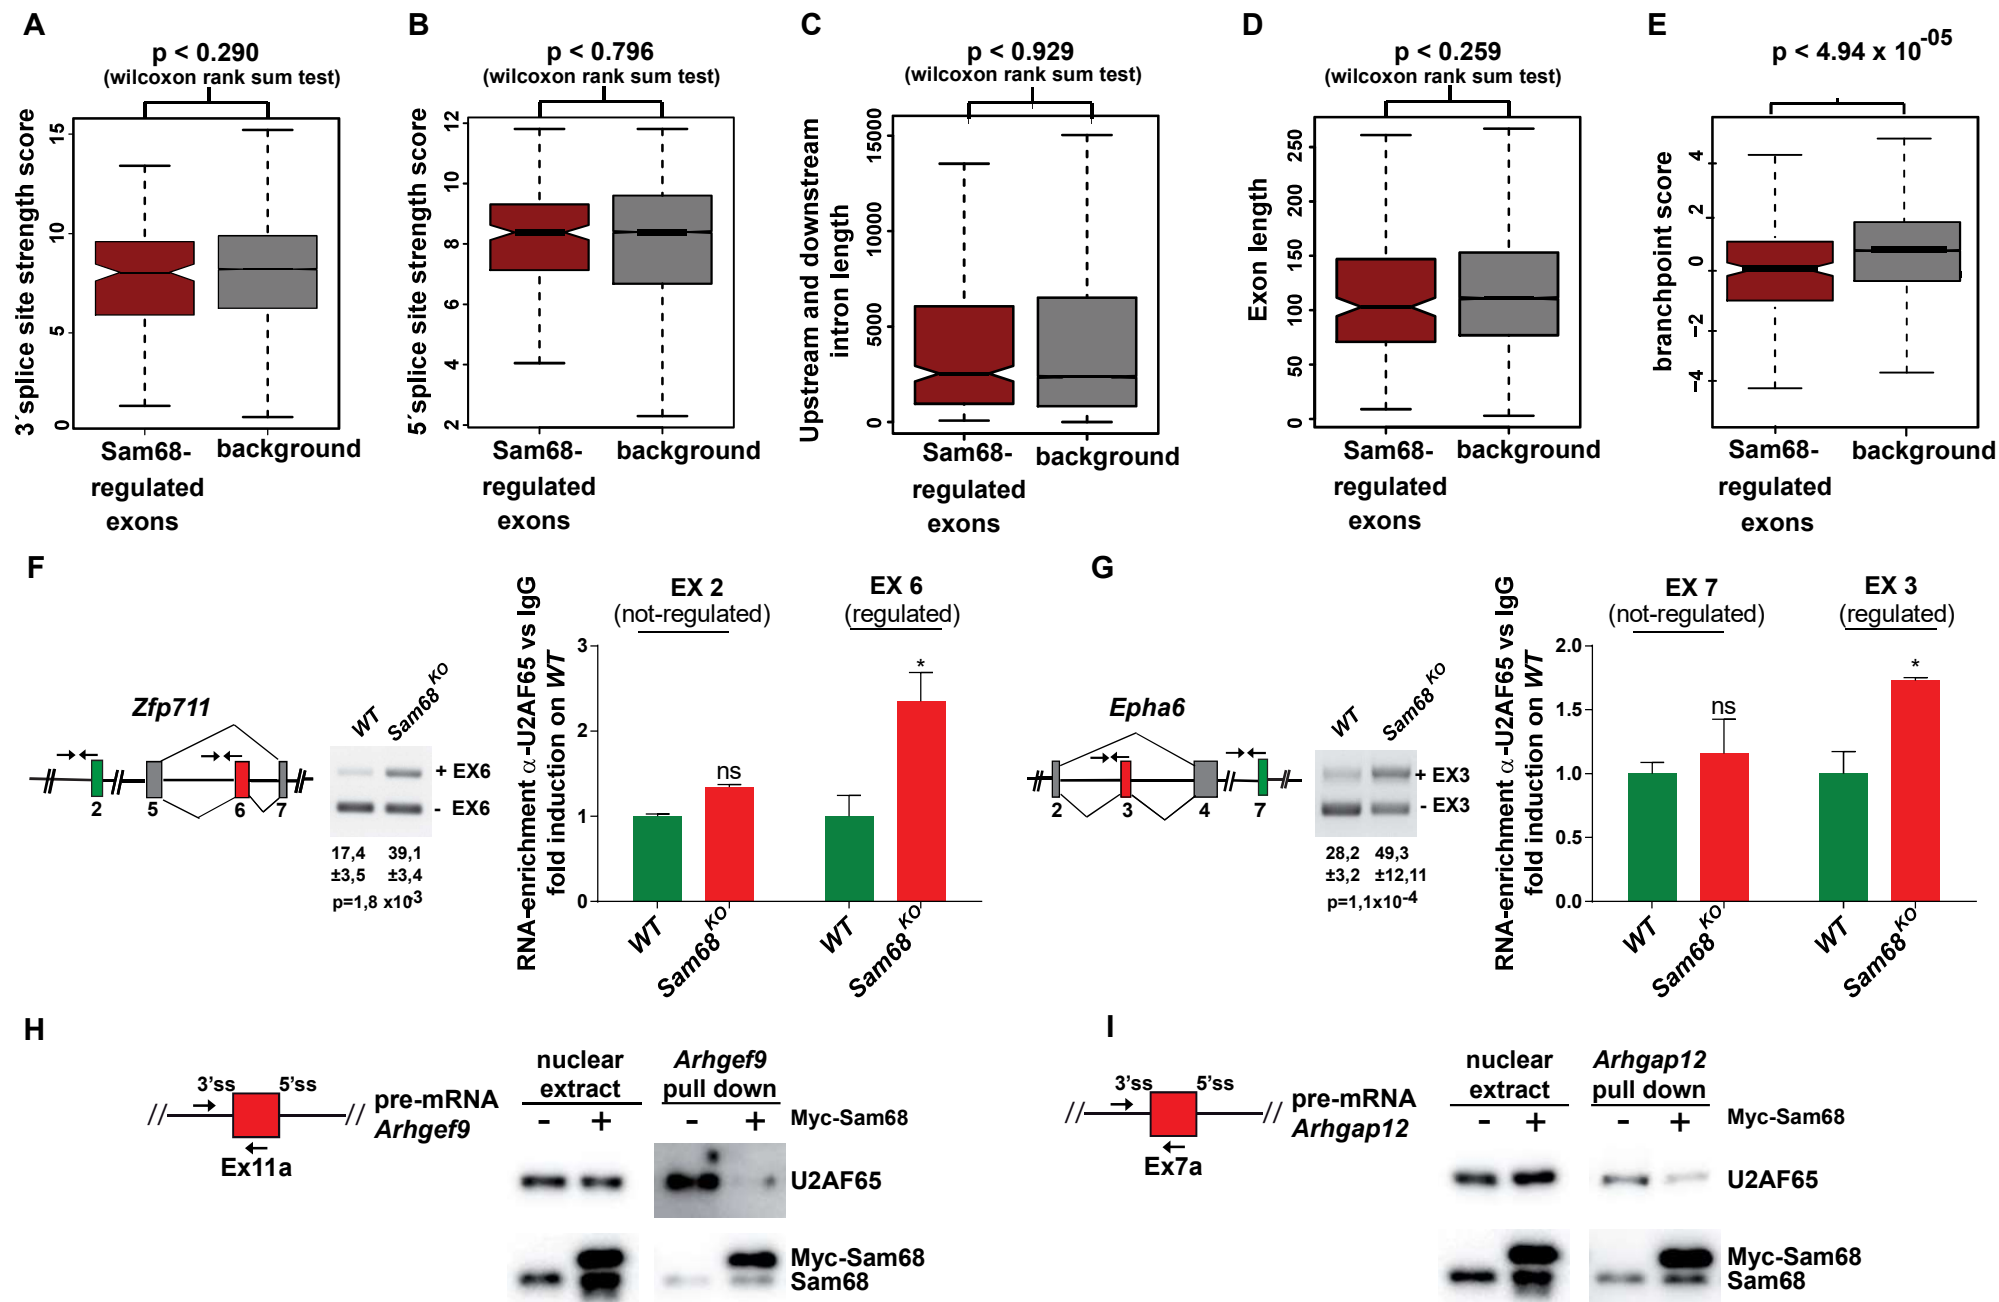 A
p < 0.290
(wilcoxon rank sum test)
3´splice site strength score
15
10
5
0
Sam68-
regulated
exons
background
B
p < 0.796
(wilcoxon rank sum test)
5´splice site strength score
12
10
8
6
4
2
Sam68-
regulated
exons
background
C
p < 0.929
(wilcoxon rank sum test)
Upstream and downstream
intron length
15000
10000
5000
0
Sam68-
regulated
exons
background
D
p < 0.259
(wilcoxon rank sum test)
Exon length
250
200
150
100
50
0
Sam68-
regulated
exons
background
E
p < 4.94 x 10-05
branchpoint score
4
2
0
−2
−4
Sam68-
regulated
exons
background
F
Zfp711
2
5
6
7
WT
Sam68 KO
+ EX6
- EX6
17,4 39,1
±3,5 ±3,4
p=1,8 x10-3
RNA-enrichment α-U2AF65 vs IgG
fold induction on WT
EX 2
(not-regulated)
EX 6
(regulated)
3
2
1
0
ns
*
WT
Sam68 KO
WT
Sam68 KO
G
Epha6
2
3
4
7
WT
Sam68 KO
+ EX3
- EX3
28,2 49,3
±3,2 ±12,11
p=1,1x10-4
RNA-enrichment α-U2AF65 vs IgG
fold induction on WT
EX 7
(not-regulated)
EX 3
(regulated)
2.0
1.5
1.0
0.5
0.0
ns
*
WT
Sam68 KO
WT
Sam68 KO
H
3'ss
5'ss
//
//
Ex11a
pre-mRNA
Arhgef9
nuclear
extract
Arhgef9
pull down
- + - + Myc-Sam68
U2AF65
Myc-Sam68
Sam68
I
3'ss
5'ss
//
//
Ex7a
pre-mRNA
Arhgap12
nuclear
extract
Arhgap12
pull down
- + - + Myc-Sam68
U2AF65
Myc-Sam68
Sam68